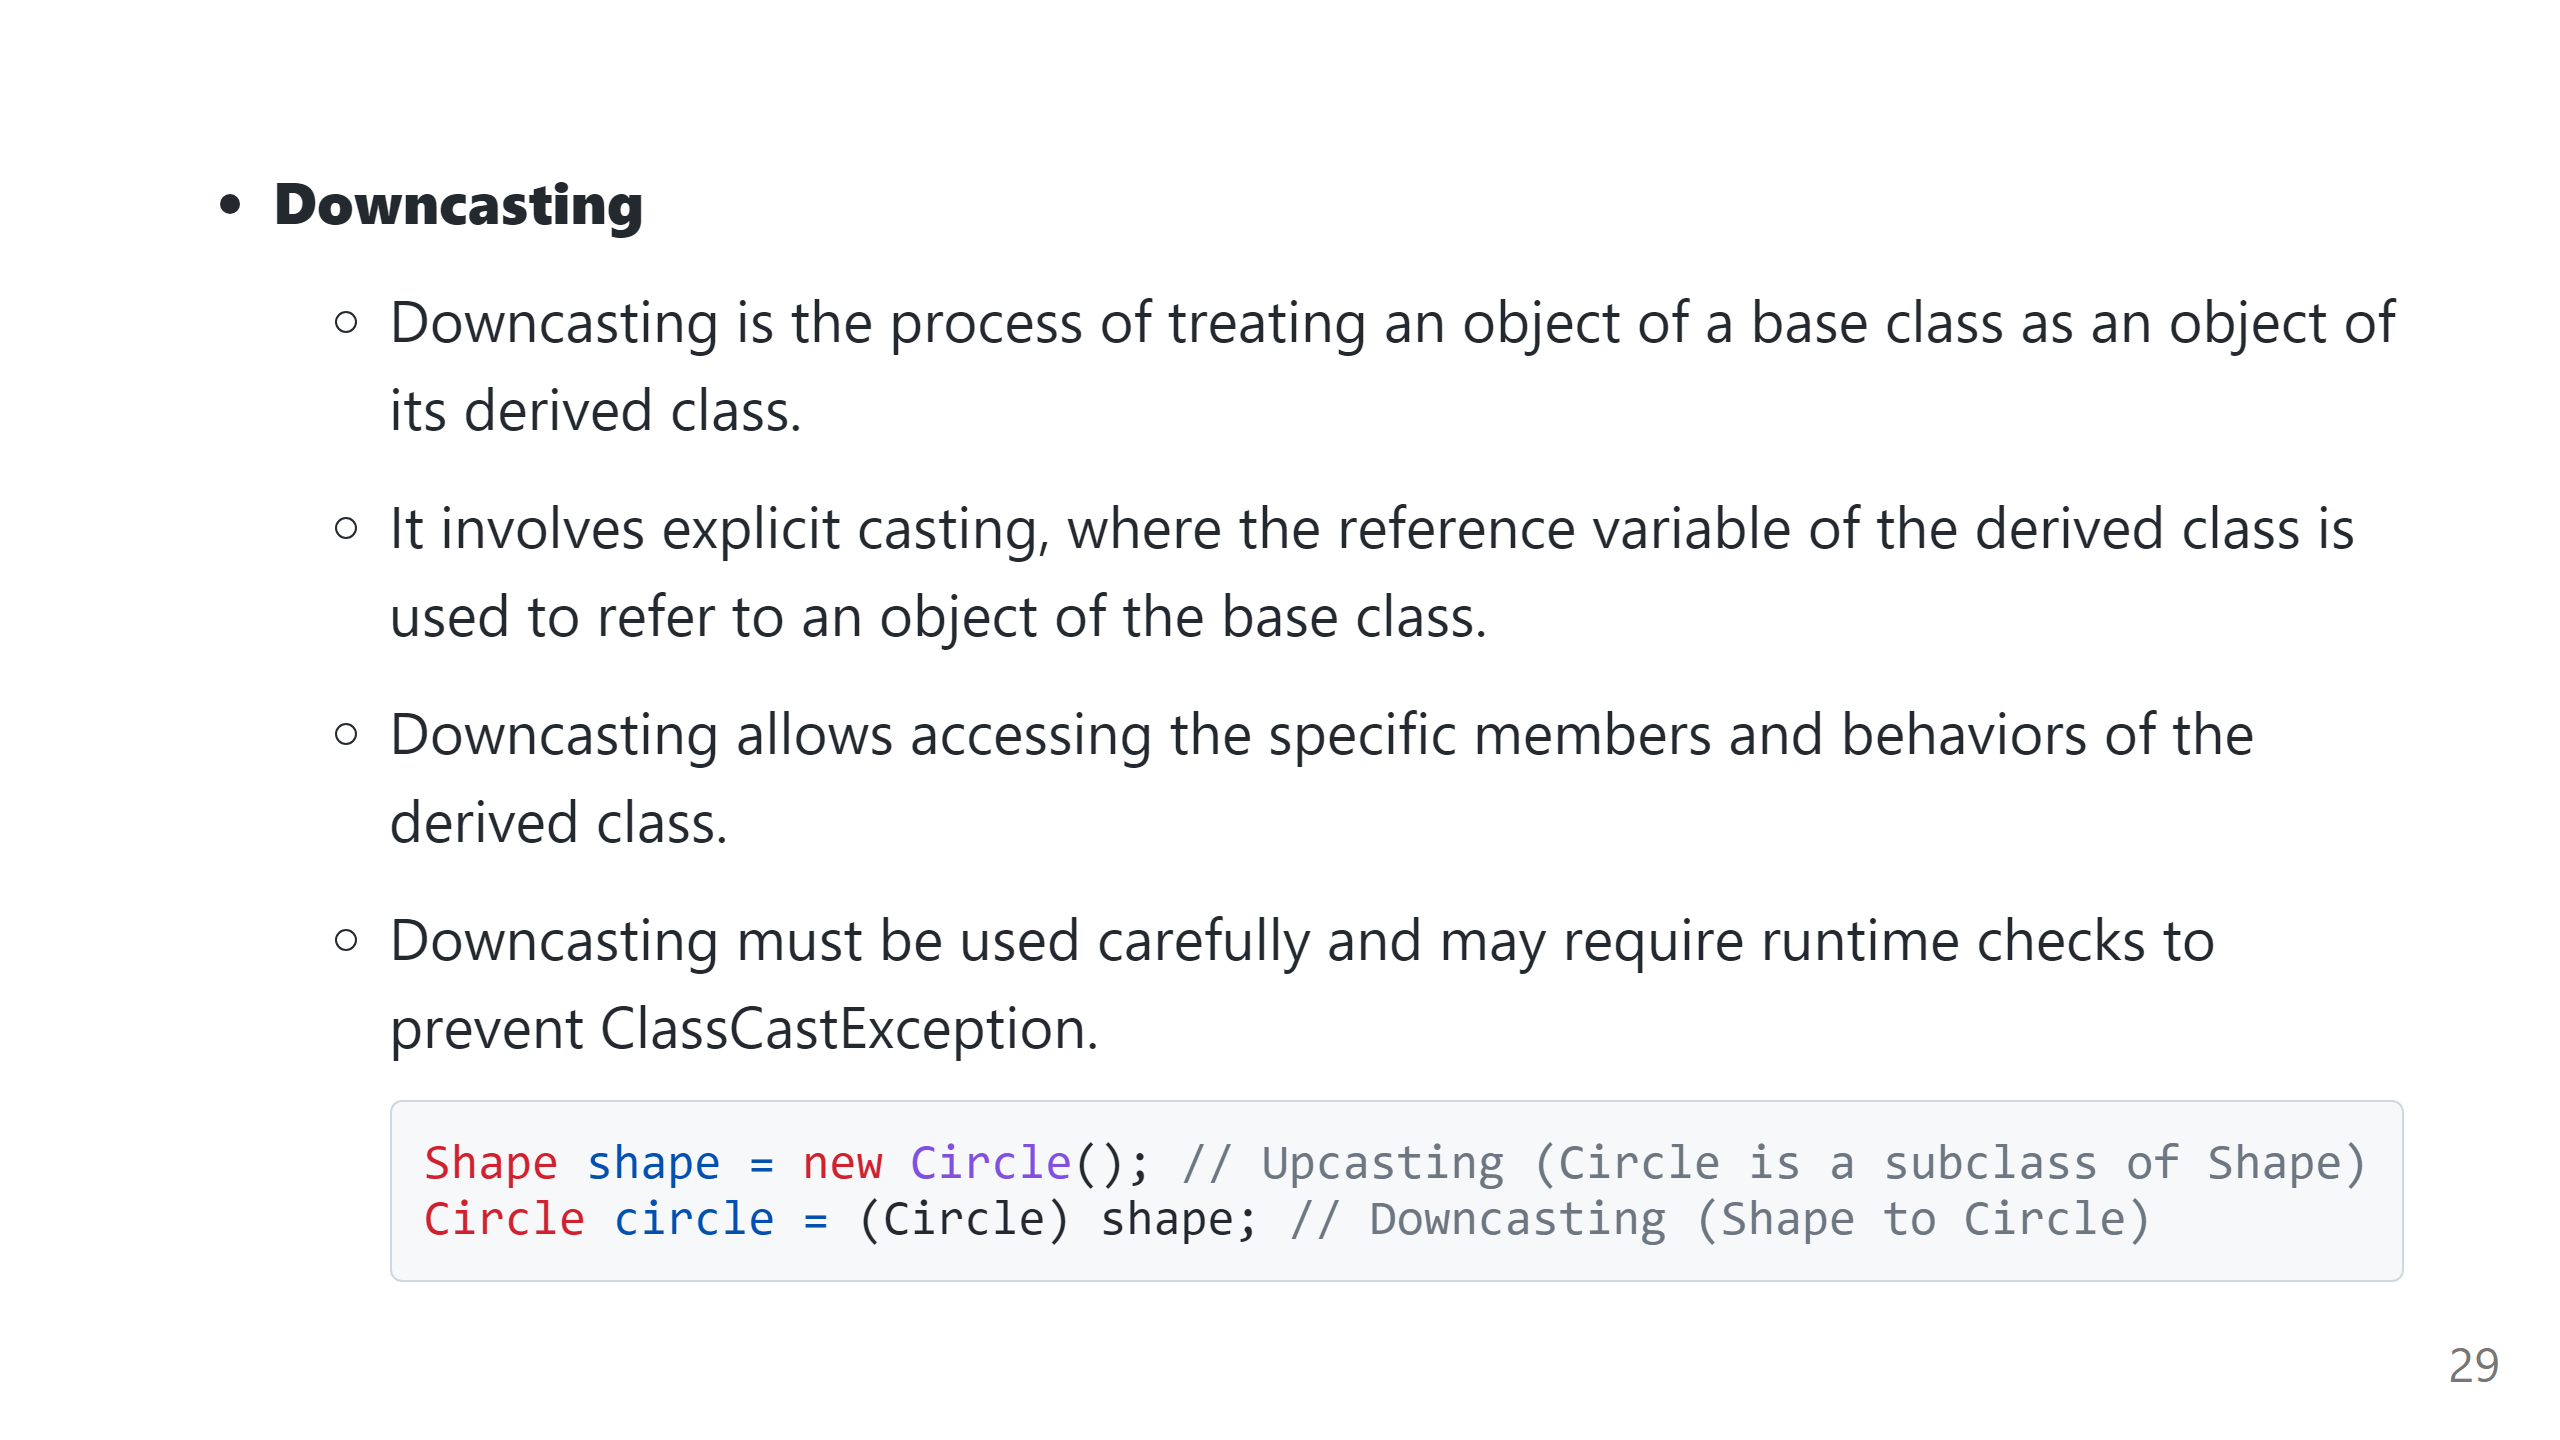 • Downcasting
○ Downcasting is the process of treating an object of a base class as an object of
its derived class.
○ It involves explicit casting, where the reference variable of the derived class is
used to refer to an object of the base class.
○ Downcasting allows accessing the specific members and behaviors of the
derived class.
○ Downcasting must be used carefully and may require runtime checks to
prevent ClassCastException.
Shape shape = new Circle(); // Upcasting (Circle is a subclass of Shape)
Circle circle = (Circle) shape; // Downcasting (Shape to Circle)
29